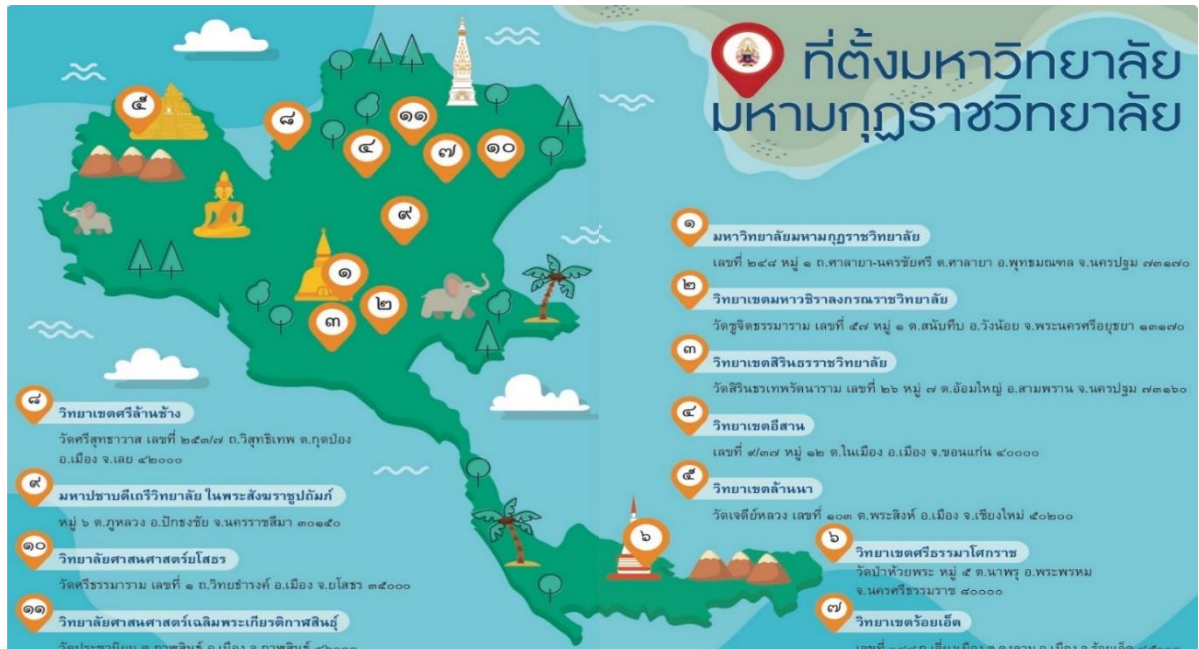 ที่ตั้งมหาวิทยาลัย
มหามกุฏราชวิทยาลัย
๕
๘
๑๑
๔
๗
๑๐
๙
๑
๒
๓
๖
๑
มหาวิทยาลัยมหามกุฏราชวิทยาลัย
เลขที่ ๒๔๘ หมู่ ๑ ถ.ศาลายา-นครชัยศรี ต.ศาลายา อ.พุทธมณฑล จ.นครปฐม ๗๓๑๗๐
๒
วิทยาเขตมหาวชิราลงกรณราชวิทยาลัย
วัดชูจิตธรรมาราม เลขที่ ๕๗ หมู่ ๑ ต.สนับทึบ อ.วังน้อย จ.พระนครศรีอยุธยา ๑๓๑๗๐
๓
วิทยาเขตสิรินธรราชวิทยาลัย
วัดสิรินธรเทพรัตนาราม เลขที่ ๒๖ หมู่ ๗ ต.อ้อมใหญ่ อ.สามพราน จ.นครปฐม ๗๓๑๖๐
๔
วิทยาเขตอีสาน
เลขที่ ๙/๓๗ หมู่ ๑๒ ต.ในเมือง อ.เมือง จ.ขอนแก่น ๔๐๐๐๐
๕
วิทยาเขตล้านนา
วัดเจดีย์หลวง เลขที่ ๑๐๓ ต.พระสิงห์ อ.เมือง จ.เชียงใหม่ ๕๐๒๐๐
๖
วิทยาเขตศรีธรรมาโศกราช
วัดป่าห้วยพระ หมู่ ๕ ต.นาพรุ อ.พระพรหม
จ.นครศรีธรรมราช ๘๐๐๐๐
๗
วิทยาเขตร้อยเอ็ด
๘
วิทยาเขตศรีล้านช้าง
วัดศรีสุทธาวาส เลขที่ ๒๕๓/๗ ถ.วิสุทธิเทพ ต.กุดป่อง
อ.เมือง จ.เลย ๔๒๐๐๐
๙
มหาปชาบดีเถรีวิทยาลัย ในพระสังฆราชูปถัมภ์
หมู่ ๖ ต.ภูหลวง อ.ปักธงชัย จ.นครราชสีมา ๓๐๑๕๐
๑๐
วิทยาลัยศาสนศาสตร์ยโสธร
วัดศรีธรรมาราม เลขที่ ๑ ถ.วิทยธำรงค์ อ.เมือง จ.ยโสธร ๓๕๐๐๐
๑๑
วิทยาลัยศาสนศาสตร์เฉลิมพระเกียรติกาฬสินธุ์